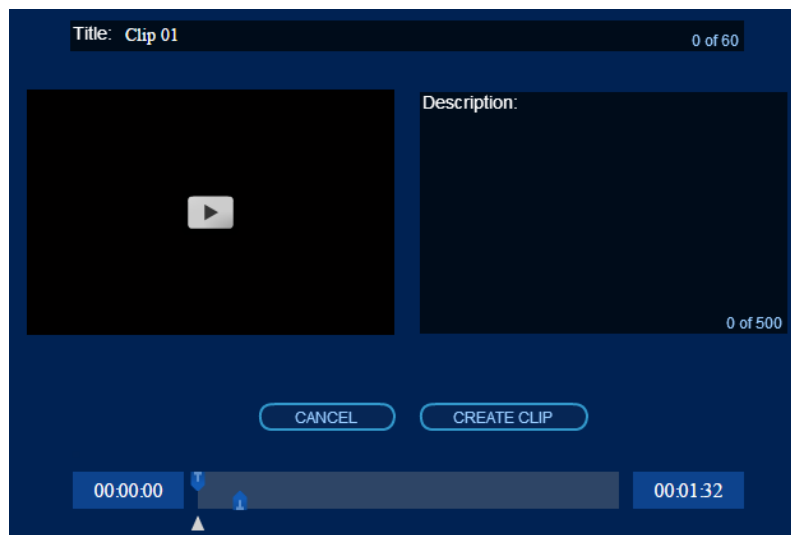 Title: Clip 01
0 of 60
Description:
0 of 500
CANCEL
CREATE CLIP
00:00:00
00:01:32